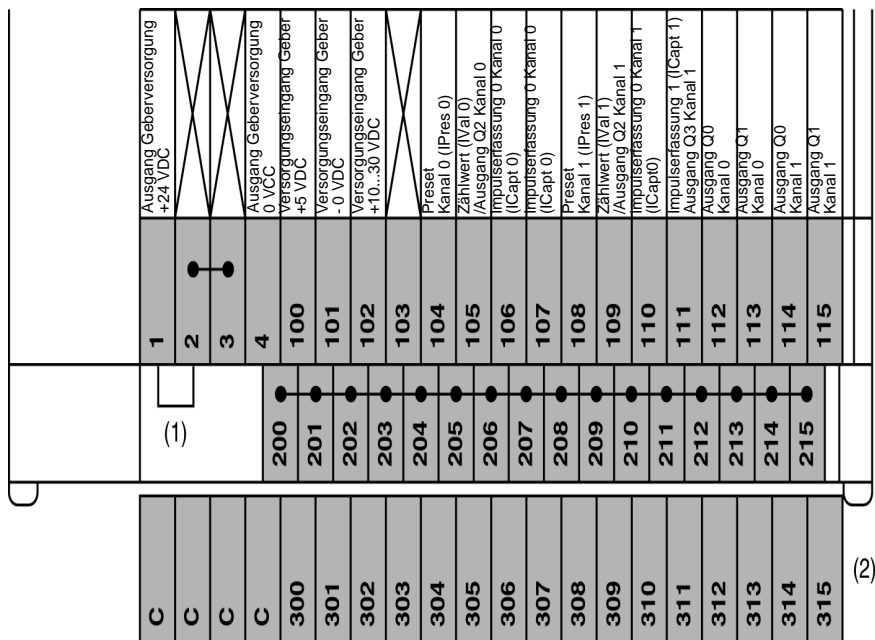 Ausgang Geberversorgung
+24 VDC
Ausgang Geberversorgung
0 VCC
Versorgungseingang Geber
+5 VDC
Versorgungseingang Geber
- 0 VDC
Versorgungseingang Geber
+10...30 VDC
Preset
Kanal 0 (IPres 0)
Zählwert (IVal 0)
/Ausgang Q2 Kanal 0
Impulserfassung 0 Kanal 0
(ICapt 0)
Impulserfassung 0 Kanal 0
(ICapt 0)
Preset
Kanal 1 (IPres 1)
Zählwert (IVal 1)
/Ausgang Q2 Kanal 1
Impulserfassung 0 Kanal 1
(ICapt0)
Impulserfassung 1 (ICapt 1)
Ausgang Q3 Kanal 1
Ausgang Q0
Kanal 0
Ausgang Q1
Kanal 0
Ausgang Q0
Kanal 1
Ausgang Q1
Kanal 1
1
2
3
4
100
101
102
103
104
105
106
107
108
109
110
111
112
113
114
115
(1)
200
201
202
203
204
205
206
207
208
209
210
211
212
213
214
215
C
C
C
C
300
301
302
303
304
305
306
307
308
309
310
311
312
313
314
315
(2)